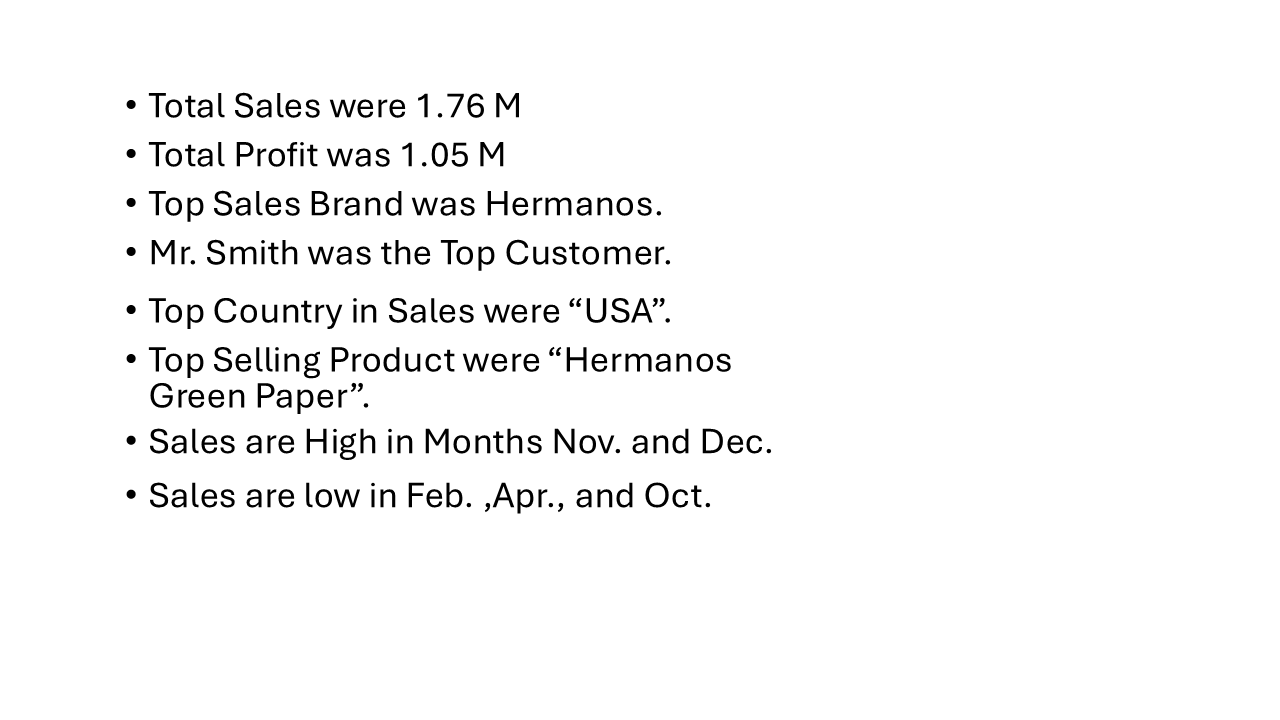 • Total Sales were 1.76 M
• Total Profit was 1.05 M
• Top Sales Brand was Hermanos.
• Mr. Smith was the Top Customer.
• Top Country in Sales were “USA”.
• Top Selling Product were “Hermanos
Green Paper”.
• Sales are High in Months Nov. and Dec.
• Sales are low in Feb. ,Apr., and Oct.